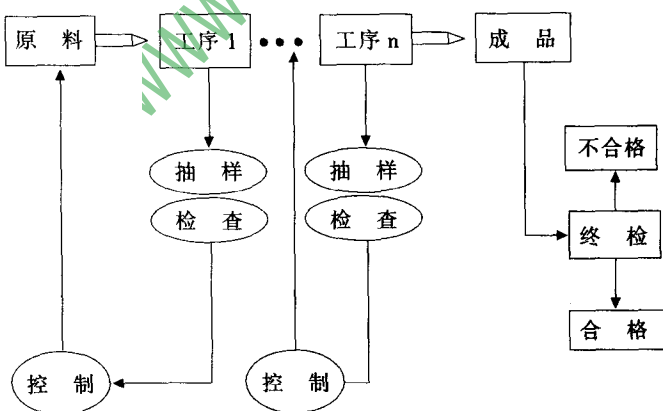 原 料
工序 1
•••
工序 n
成 品
抽 样
抽 样
不合格
检 查
检 查
终 检
合 格
控 制
控 制
WWW